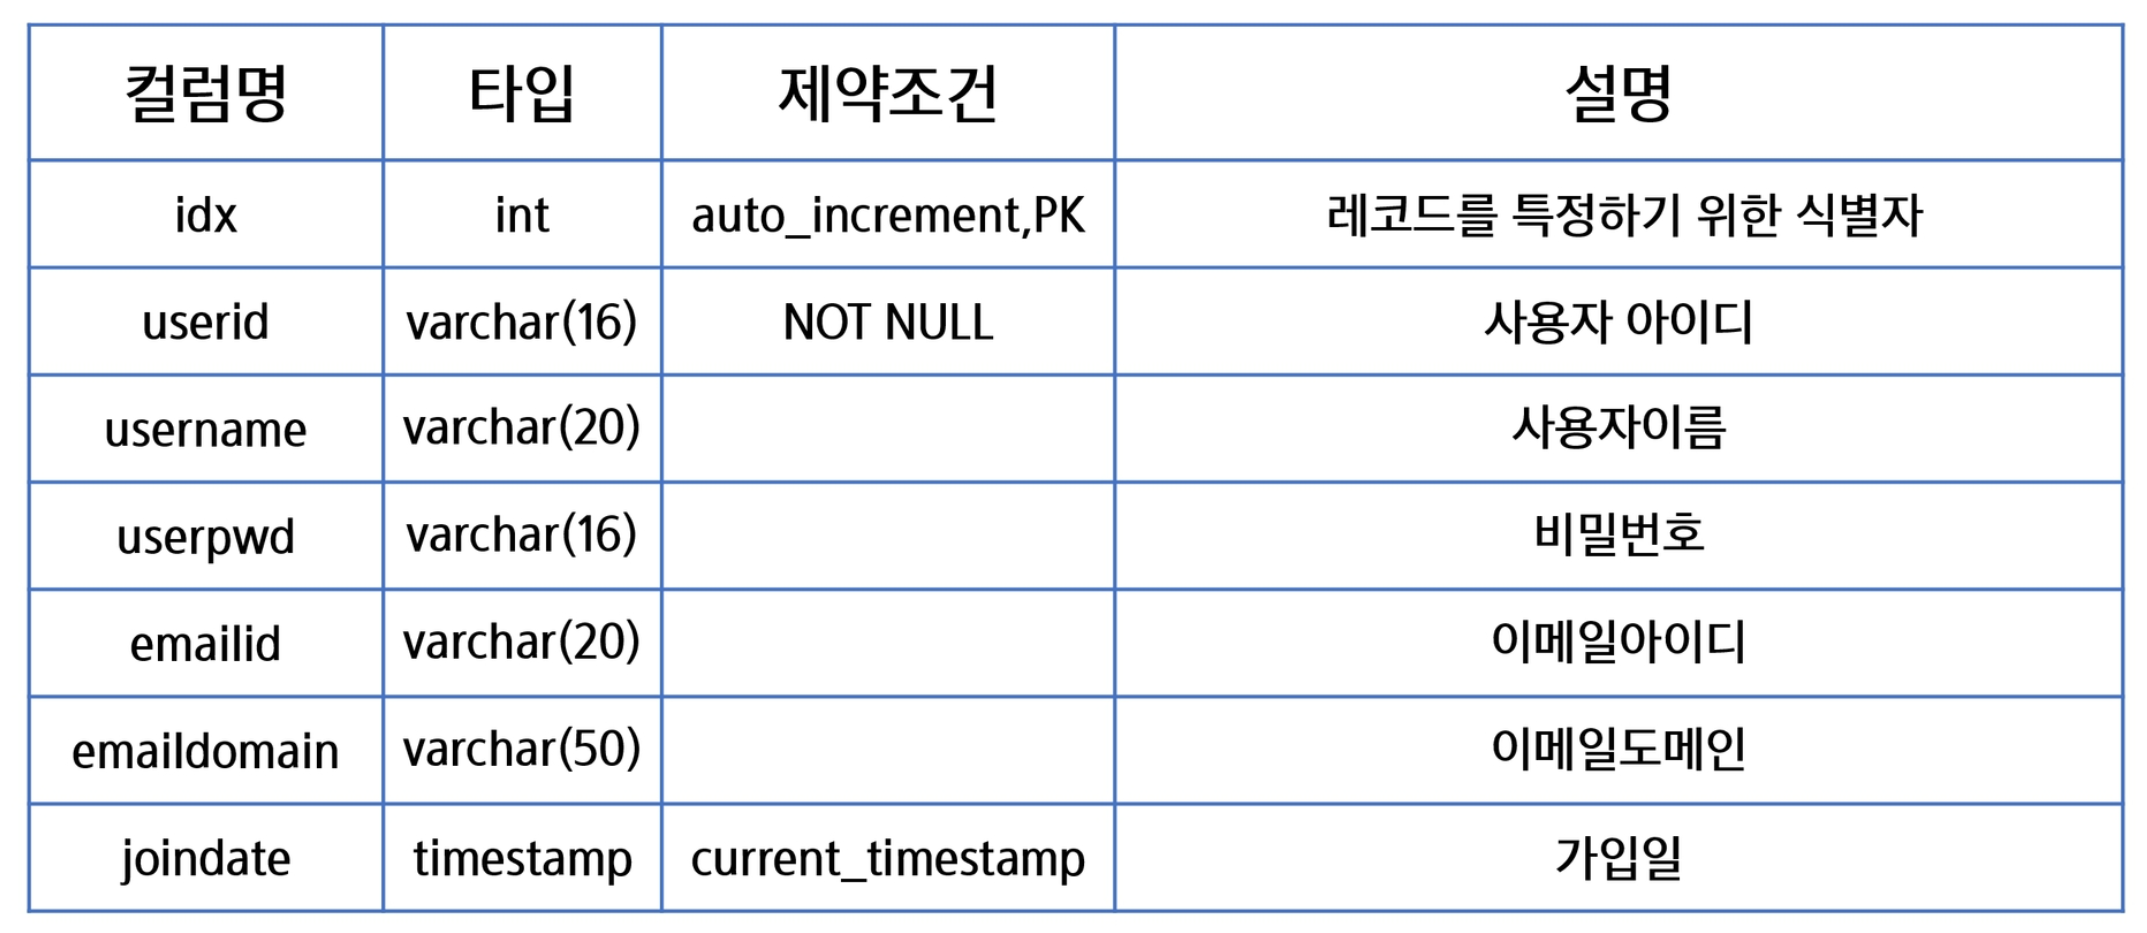 컬럼명 타입 제약조건 설명
idx int auto_increment,PK 레코드를 특정하기 위한 식별자
userid varchar(16) NOT NULL 사용자 아이디
username varchar(20) 사용자이름
userpwd varchar(16) 비밀번호
emailid varchar(20) 이메일아이디
emaildomain varchar(50) 이메일도메인
joindate timestamp current_timestamp 가입일